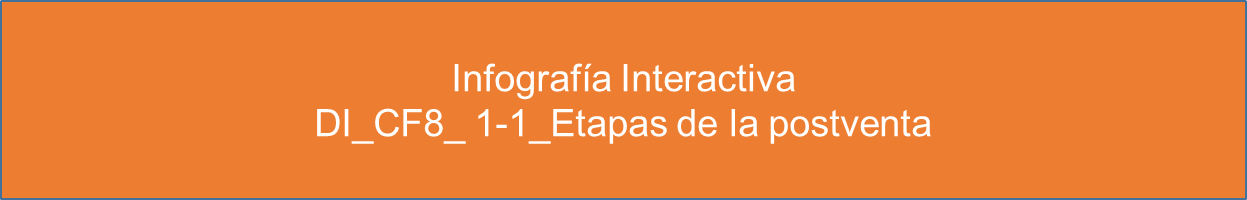 Infografía Interactiva
DI_CF8_ 1-1_Etapas de la postventa